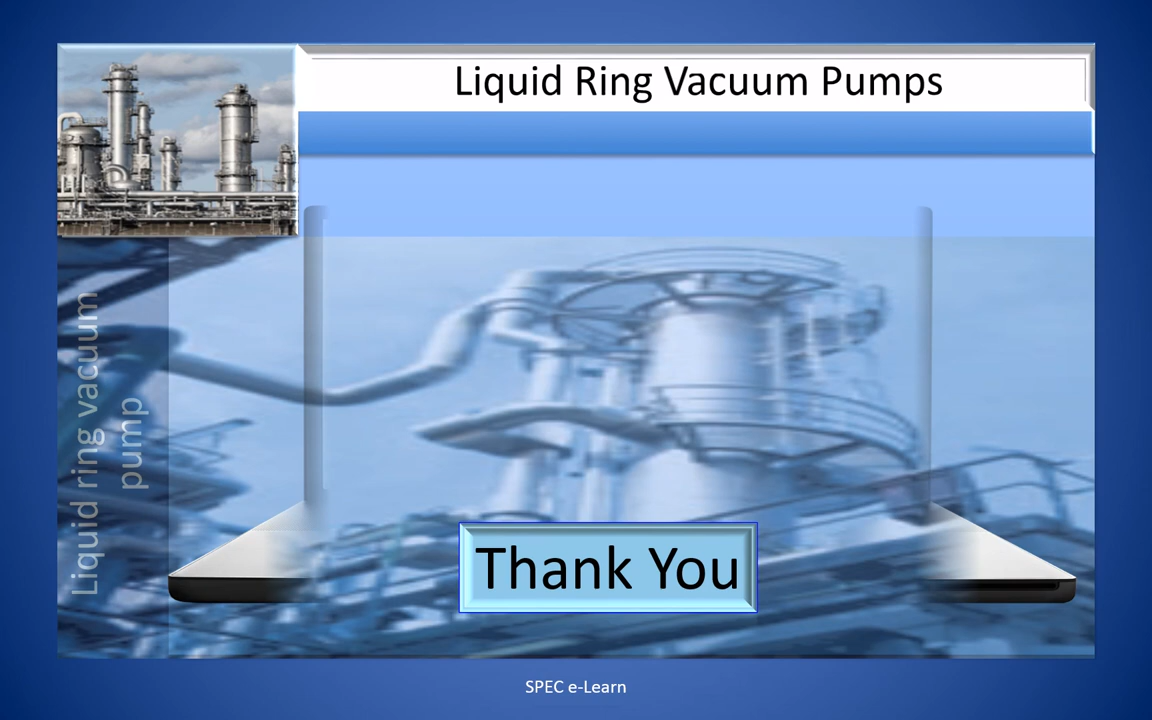 Liquid Ring Vacuum Pumps
Liquid ring vacuum
pump
Thank You
SPEC e-Learn